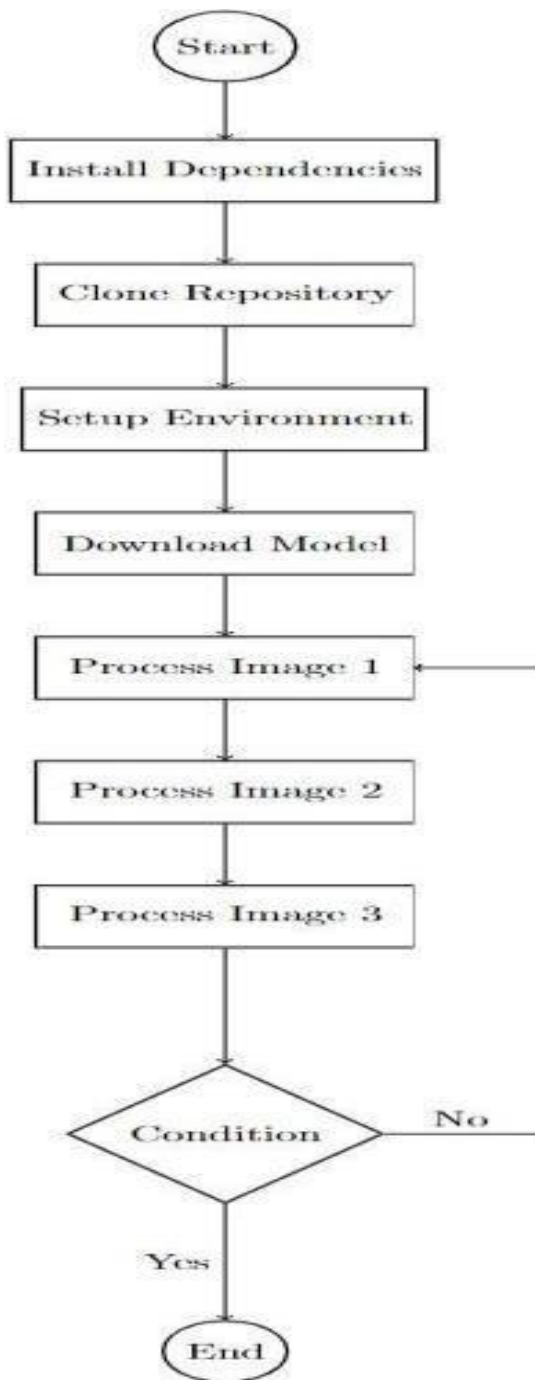 Start
Install Dependencies
Clone Repository
Setup Environment
Download Model
Process Image 1
Process Image 2
Process Image 3
Condition
No
Yes
End